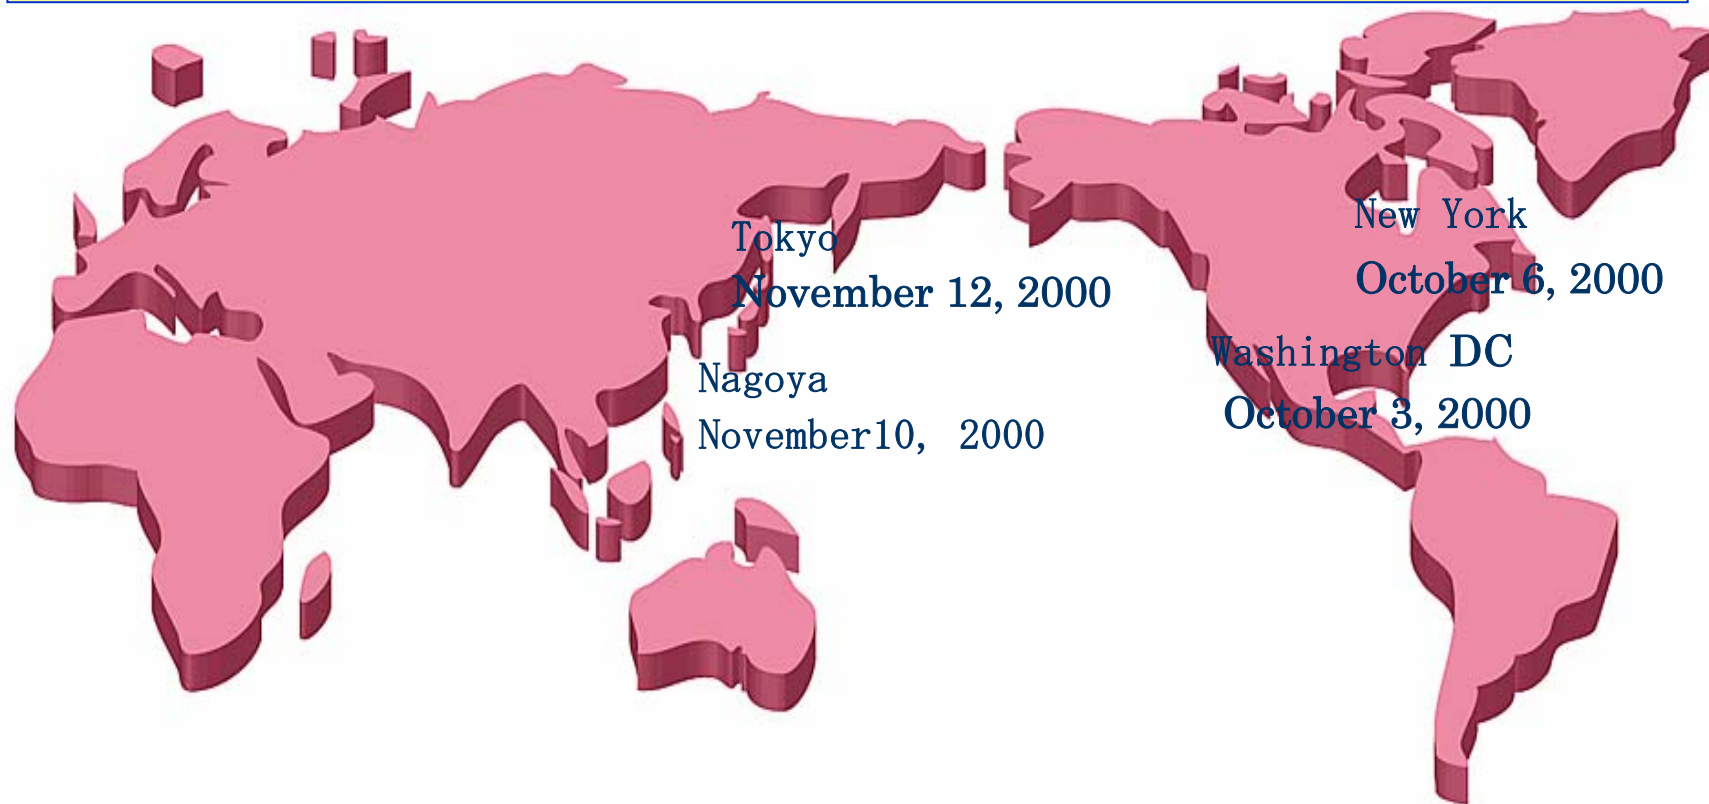 Tokyo
November 12, 2000
Nagoya
November10, 2000
New York
October 6, 2000
Washington DC
October 3, 2000